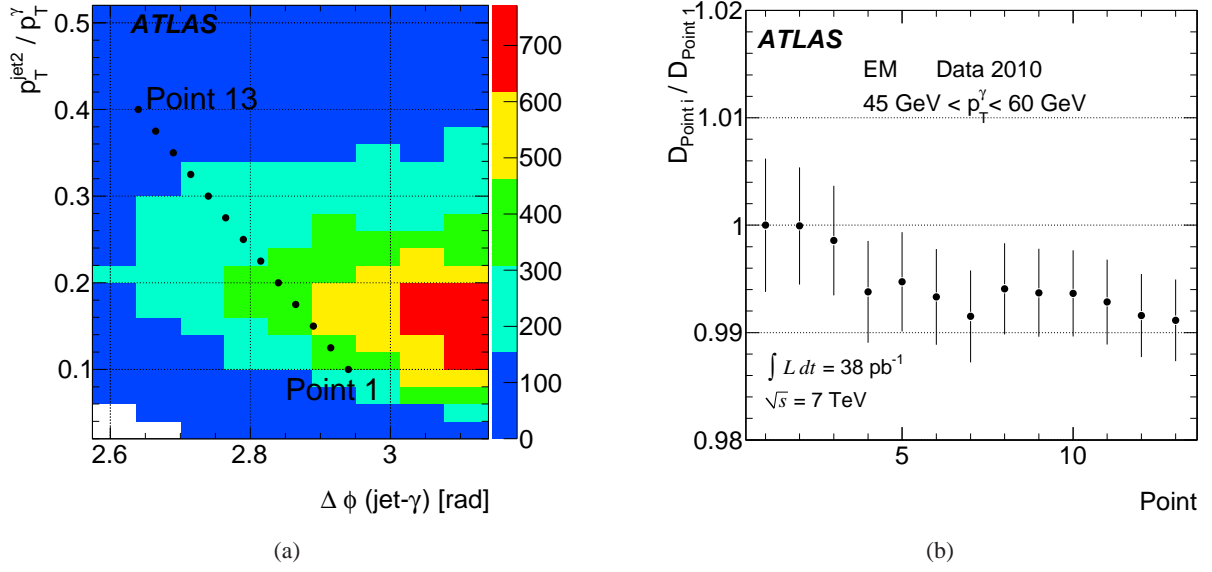 ATLAS
p_T^jet2 / p_T^γ
0.5
0.4
0.3
0.2
0.1
Point 13
Point 1
2.6 2.8 3
Δ ϕ (jet-γ) [rad]
700
600
500
400
300
200
100
0
(a)
D_Point i / D_Point 1
1.02
1.01
1
0.99
0.98
ATLAS
EM Data 2010
45 GeV < p_T^γ < 60 GeV
∫ L dt = 38 pb⁻¹
√s = 7 TeV
5 10
Point
(b)